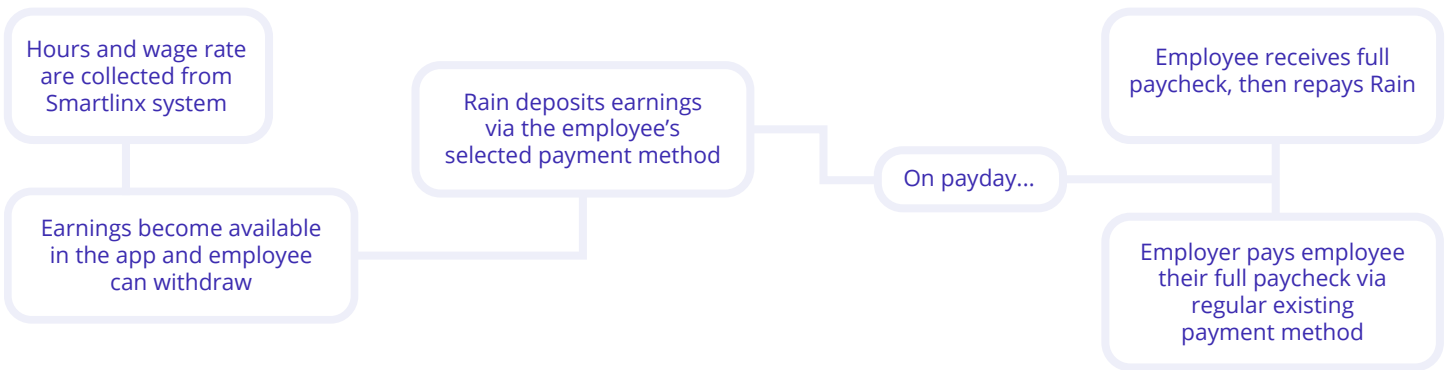 Hours and wage rate
are collected from
Smartlinx system
Earnings become available
in the app and employee
can withdraw
Rain deposits earnings
via the employee’s
selected payment method
On payday...
Employee receives full
paycheck, then repays Rain
Employer pays employee
their full paycheck via
regular existing
payment method